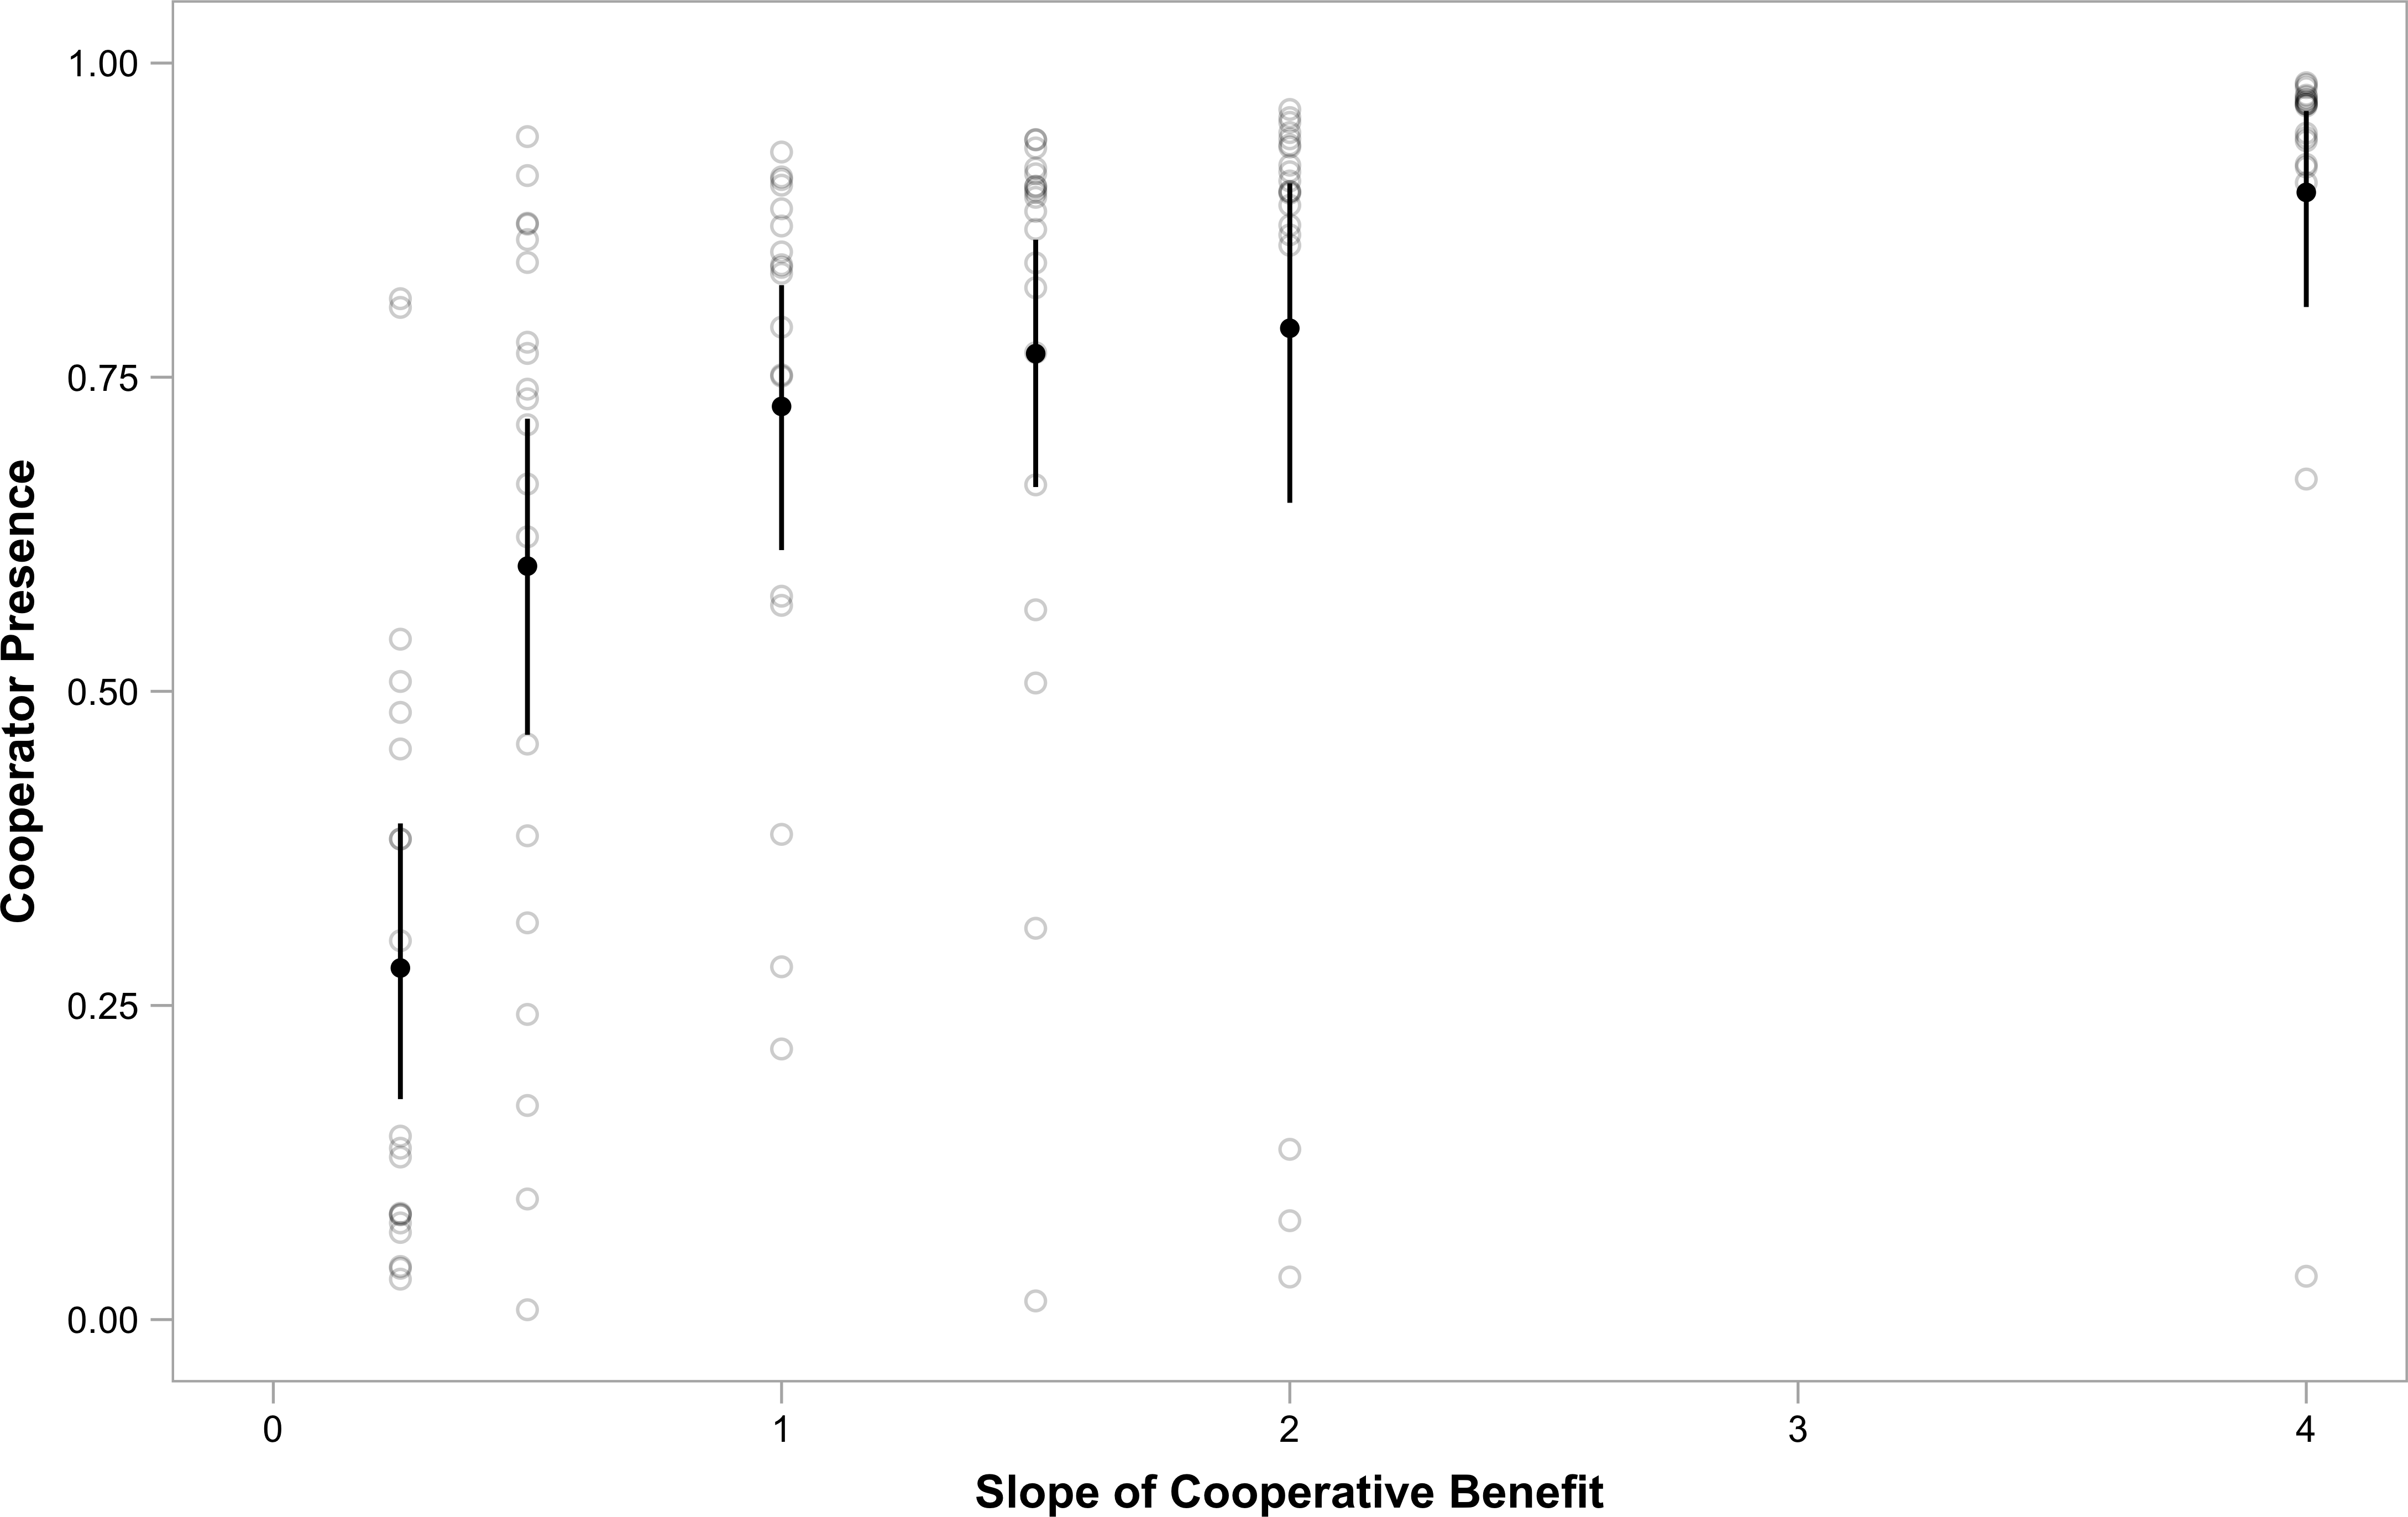 Cooperator Presence
1.00
0.75
0.50
0.25
0.00
0 1 2 3 4
Slope of Cooperative Benefit